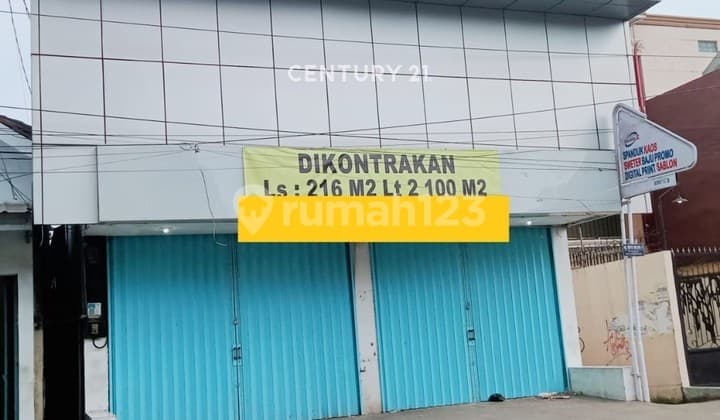 CENTURY 21
DIKONTRAKAN
Ls : 216 M2 Lt 2 100 M2
rumah123
SPANDUK KAOS
SWETER BAJU PROMO
DIGITAL PRINT SABLON